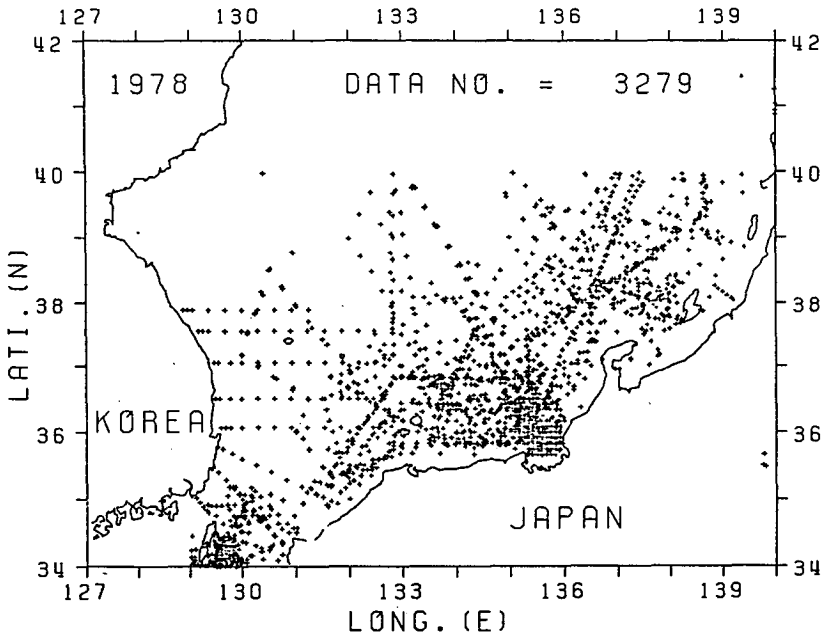 127 130 133 136 139
42 42
1978 DATA NO. = 3279
40 40
38 38
LATI.(N)
KOREA
36 36
JAPAN
34 34
127 130 133 136 139
LONG.(E)